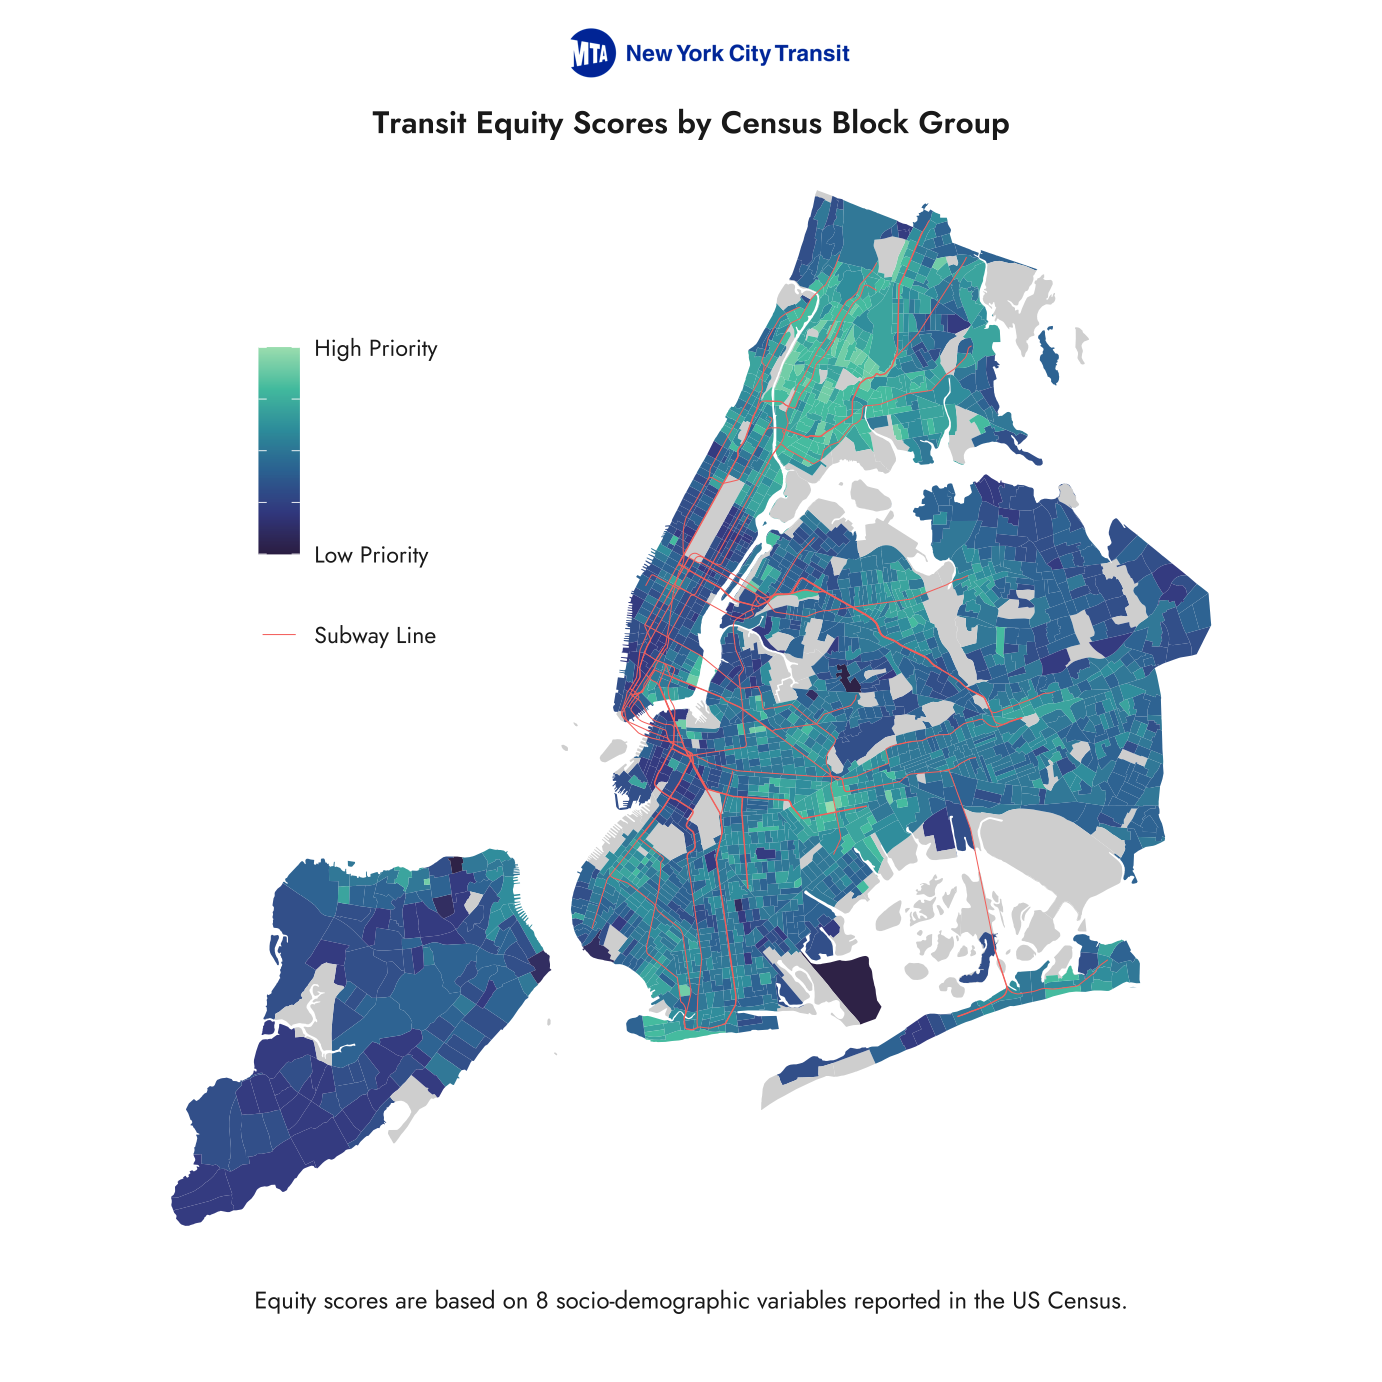 MTA New York City Transit
Transit Equity Scores by Census Block Group
High Priority
Low Priority
Subway Line
Equity scores are based on 8 socio-demographic variables reported in the US Census.